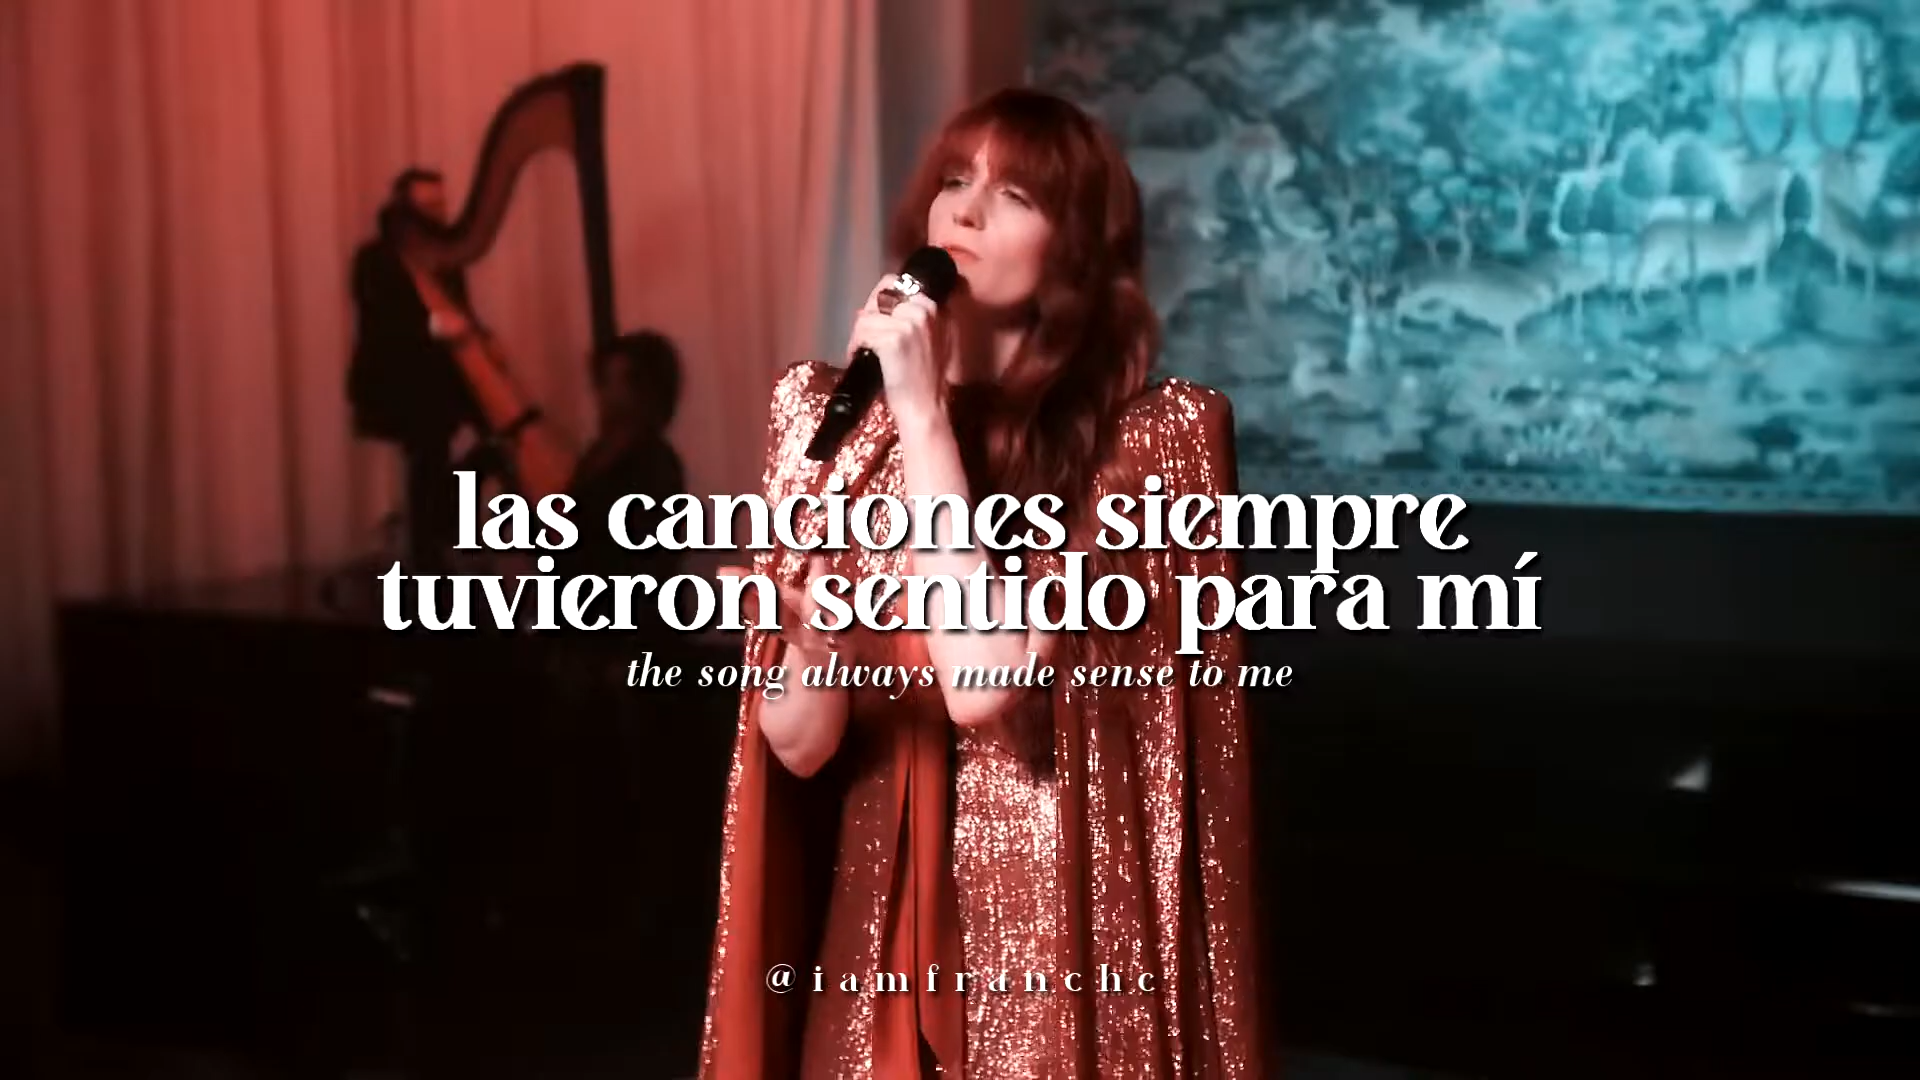 las canciones siempre
tuvieron sentido para mí
the song always made sense to me
@iamfranchc